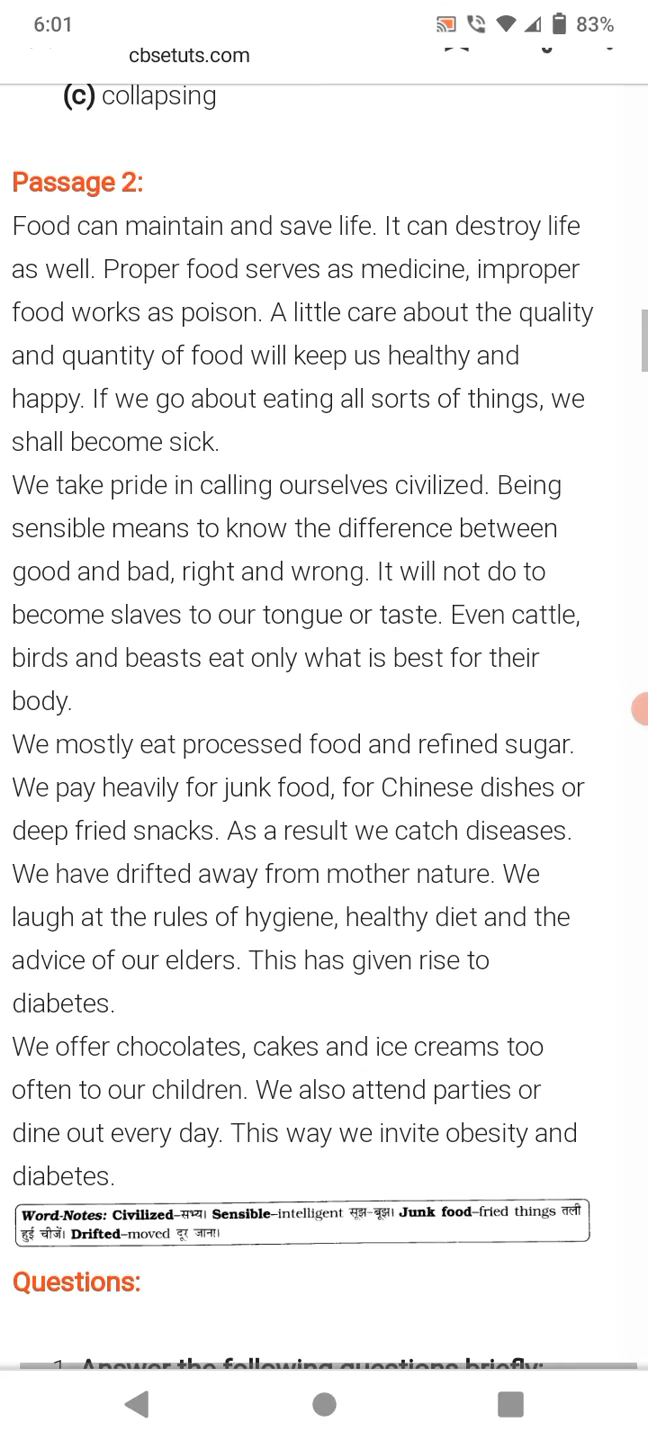 6:01
83%
cbsetuts.com
(c) collapsing
Passage 2:
Food can maintain and save life. It can destroy life
as well. Proper food serves as medicine, improper
food works as poison. A little care about the quality
and quantity of food will keep us healthy and
happy. If we go about eating all sorts of things, we
shall become sick.
We take pride in calling ourselves civilized. Being
sensible means to know the difference between
good and bad, right and wrong. It will not do to
become slaves to our tongue or taste. Even cattle,
birds and beasts eat only what is best for their
body.
We mostly eat processed food and refined sugar.
We pay heavily for junk food, for Chinese dishes or
deep fried snacks. As a result we catch diseases.
We have drifted away from mother nature. We
laugh at the rules of hygiene, healthy diet and the
advice of our elders. This has given rise to
diabetes.
We offer chocolates, cakes and ice creams too
often to our children. We also attend parties or
dine out every day. This way we invite obesity and
diabetes.
Word-Notes: Civilized–सभ्य। Sensible–intelligent सूझ-बूझ। Junk food–fried things तली
हुई चीजें। Drifted–moved दूर जाना।
Questions:
1. Answer the following questions briefly: